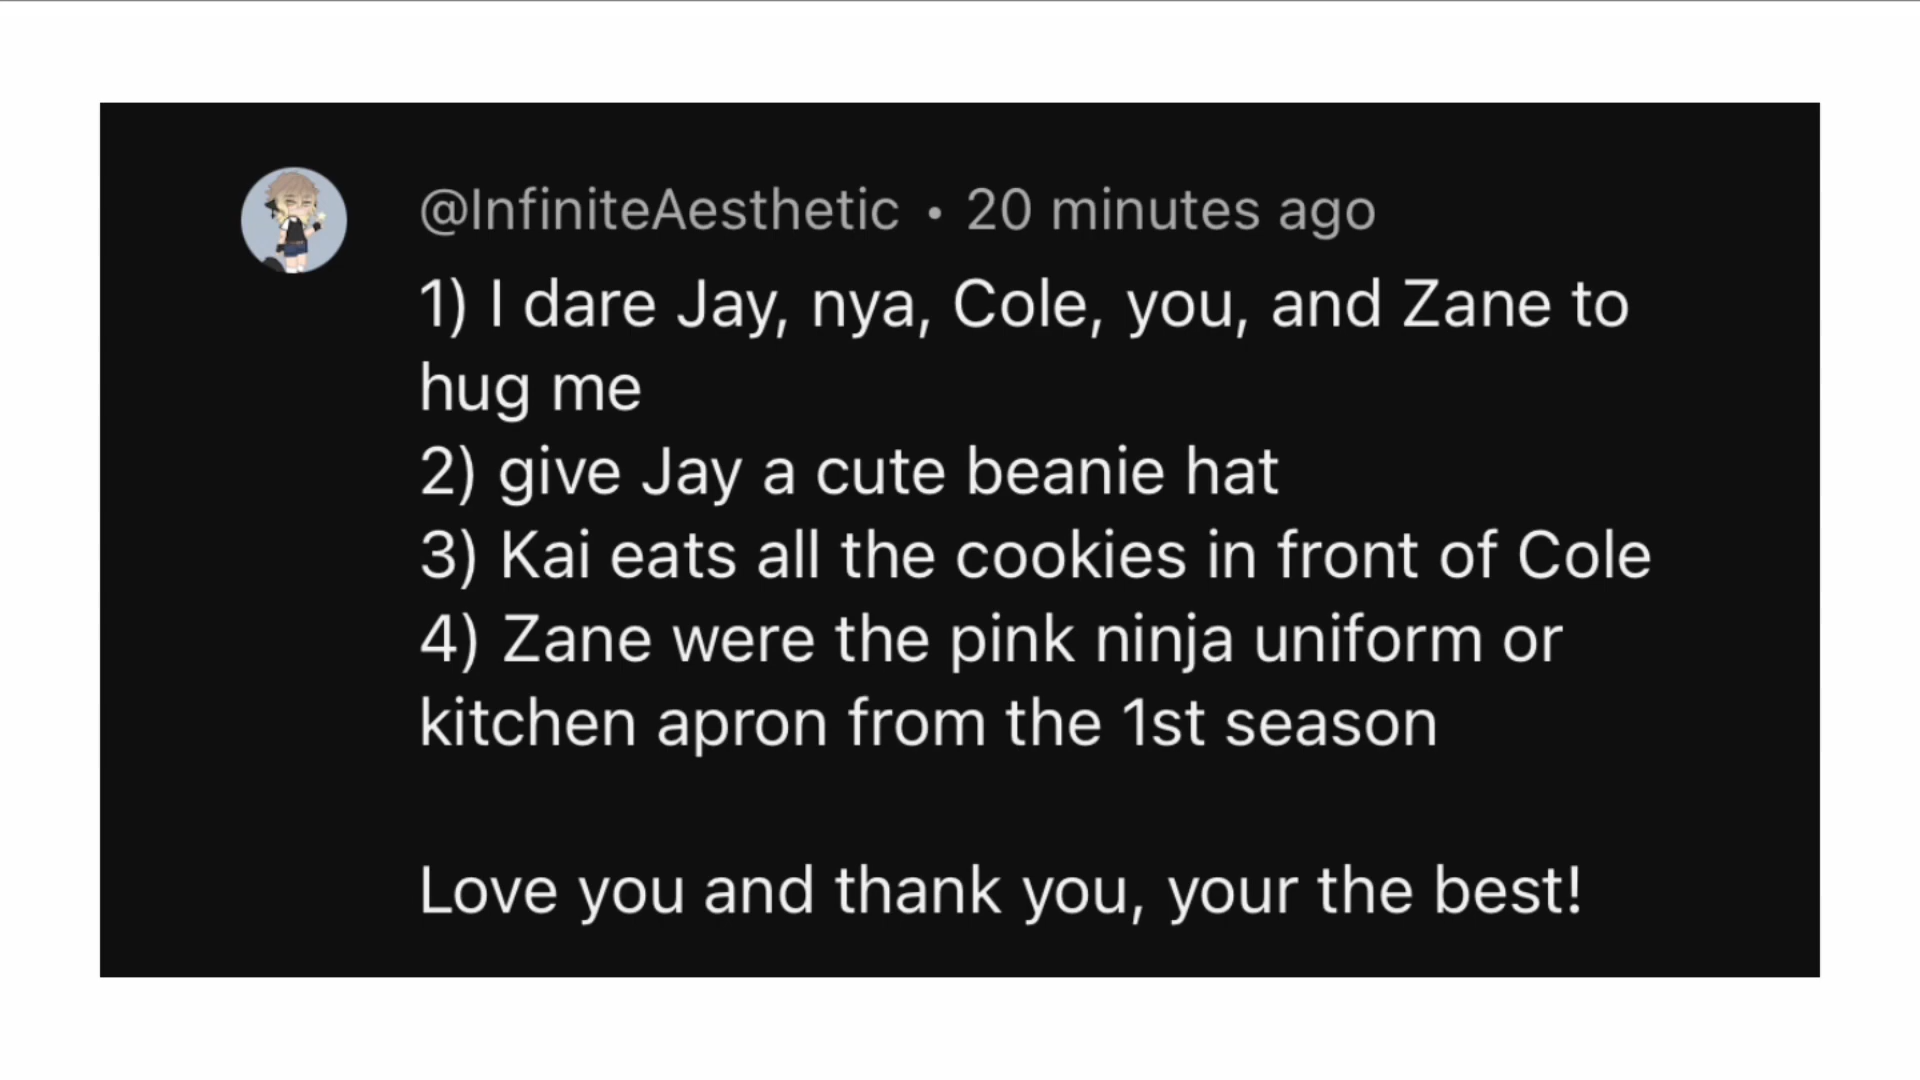 @InfiniteAesthetic • 20 minutes ago
1) I dare Jay, nya, Cole, you, and Zane to
hug me
2) give Jay a cute beanie hat
3) Kai eats all the cookies in front of Cole
4) Zane were the pink ninja uniform or
kitchen apron from the 1st season
Love you and thank you, your the best!